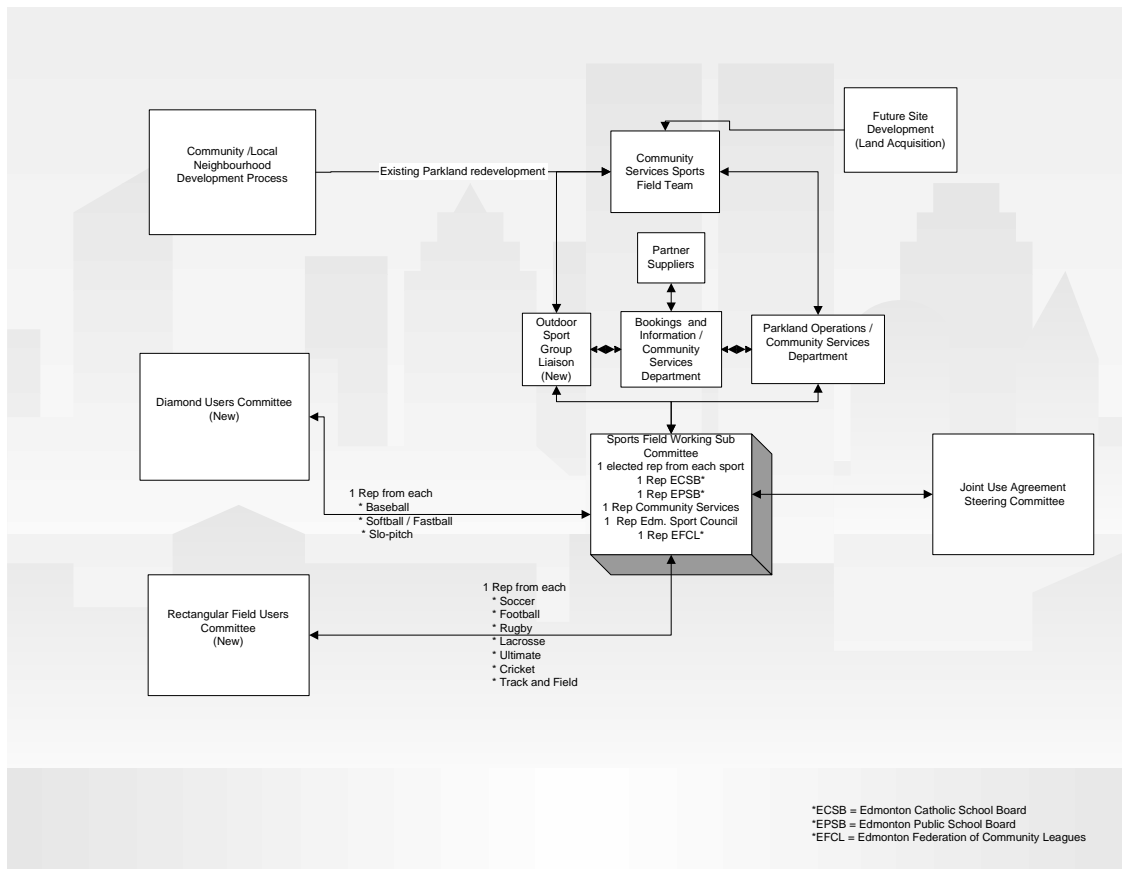 Community /Local
Neighbourhood
Development Process
Existing Parkland redevelopment
Community
Services Sports
Field Team
Future Site
Development
(Land Acquisition)
Partner
Suppliers
Outdoor
Sport
Group
Liaison
(New)
Bookings and
Information /
Community
Services
Department
Parkland Operations /
Community Services
Department
Diamond Users Committee
(New)
1 Rep from each
* Baseball
* Softball / Fastball
* Slo-pitch
Sports Field Working Sub
Committee
1 elected rep from each sport
1 Rep ECSB*
1 Rep EPSB*
1 Rep Community Services
1 Rep Edm. Sport Council
1 Rep EFCL*
Joint Use Agreement
Steering Committee
Rectangular Field Users
Committee
(New)
1 Rep from each
* Soccer
* Football
* Rugby
* Lacrosse
* Ultimate
* Cricket
* Track and Field
*ECSB = Edmonton Catholic School Board
*EPSB = Edmonton Public School Board
*EFCL = Edmonton Federation of Community Leagues